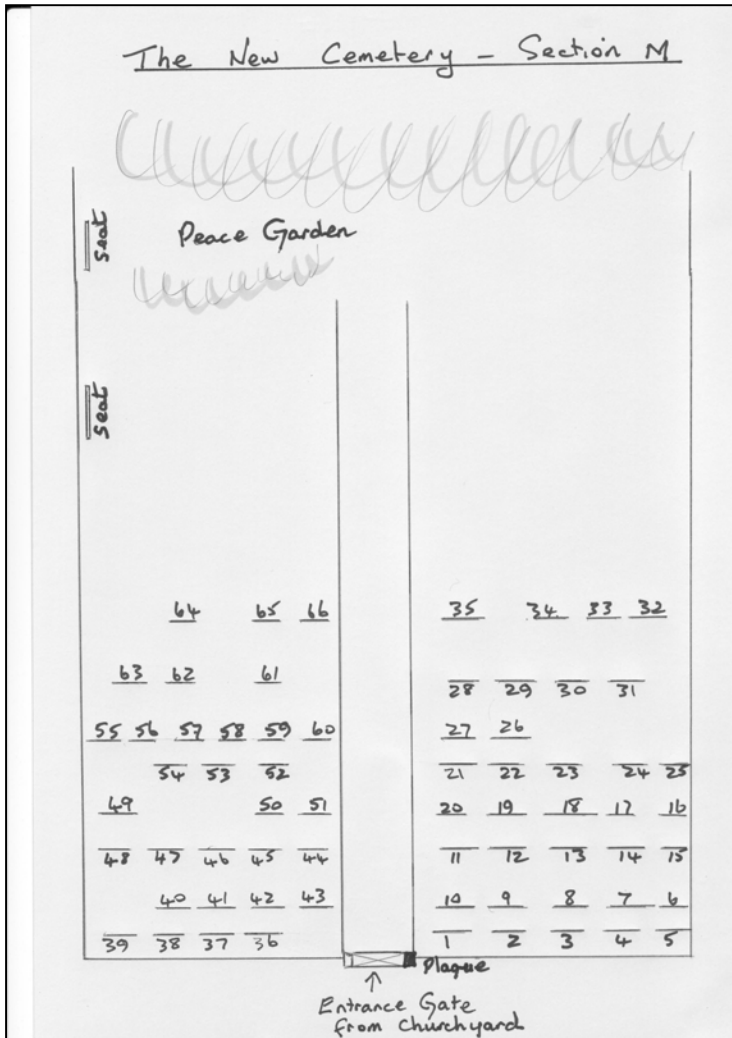 The New Cemetery - Section M
seat
Peace Garden
seat
64 65 66 35 34 33 32
63 62 61
28 29 30 31
55 56 57 58 59 60 27 26
54 53 52 21 22 23 24 25
49 50 51 20 19 18 17 16
48 47 46 45 44 11 12 13 14 15
40 41 42 43 10 9 8 7 6
39 38 37 36 1 2 3 4 5
Plaque
Entrance Gate
from Churchyard